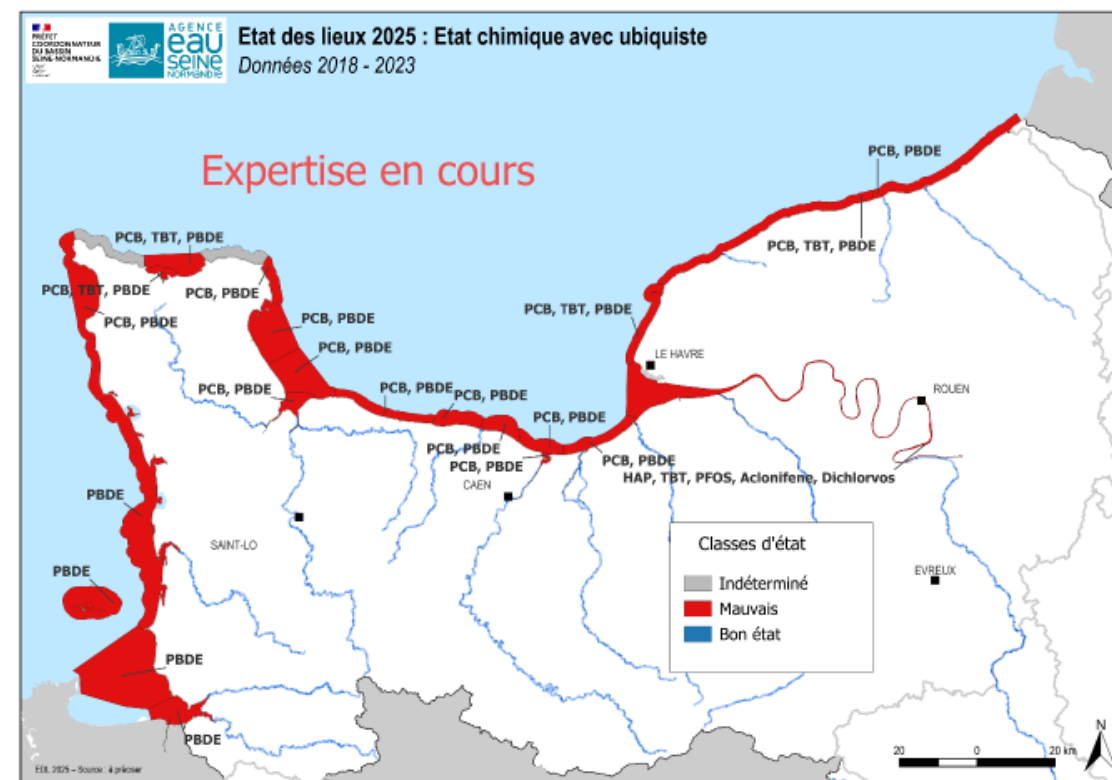 PRÉFET
COORDONNATEUR
DU BASSIN
SEINE-NORMANDIE
AGENCE
eau
SEINE
NORMANDIE
Etat des lieux 2025 : Etat chimique avec ubiquiste
Données 2018 - 2023
Expertise en cours
PCB, PBDE
PCB, TBT, PBDE
PCB, TBT, PBDE
PCB, TBT, PBDE
PCB, PBDE
PCB, PBDE
PCB, TBT, PBDE
PCB, PBDE
PCB, PBDE
LE HAVRE
PCB, PBDE
PCB, PBDE
PCB, PBDE
ROUEN
PCB, PBDE
PCB, PBDE
PCB, PBDE
PCB, PBDE
HAP, TBT, PFOS, Aclonifene, Dichlorvos
CAEN
PBDE
SAINT-LO
Classes d'état
Indéterminé
Mauvais
Bon état
EVREUX
PBDE
PBDE
PBDE
EDL 2025 – Source : à préciser
20
0
20 km
N